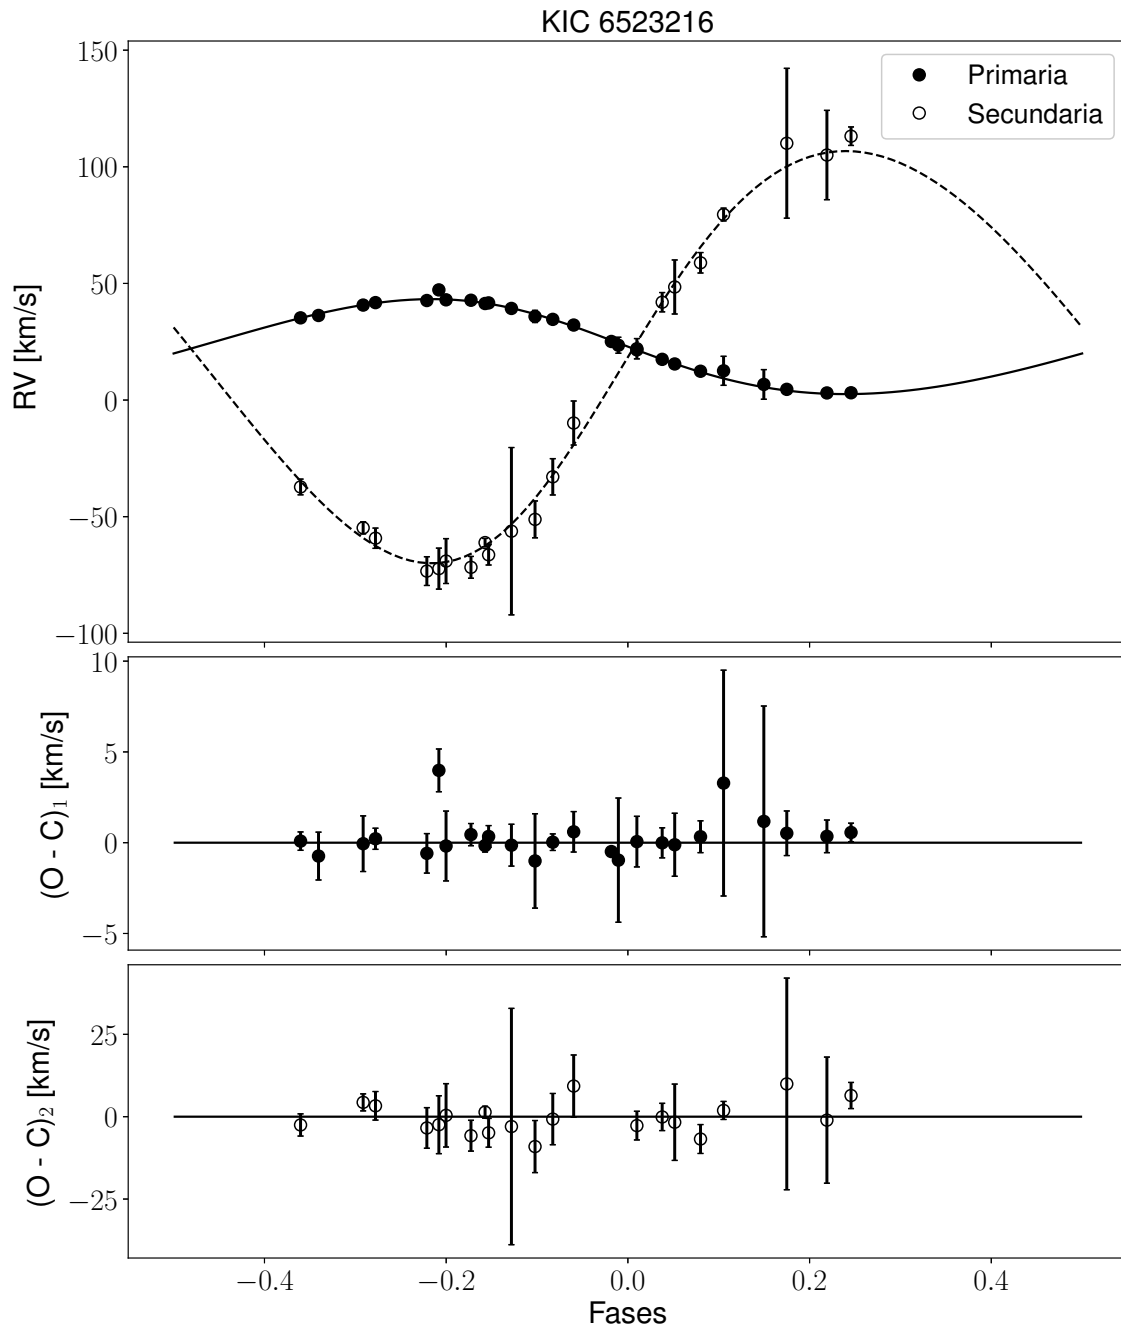 KIC 6523216
150
100
50
0
−50
−100
RV [km/s]
Primaria
Secundaria
10
5
0
−5
(O - C)₁ [km/s]
25
0
−25
(O - C)₂ [km/s]
−0.4 −0.2 0.0 0.2 0.4
Fases